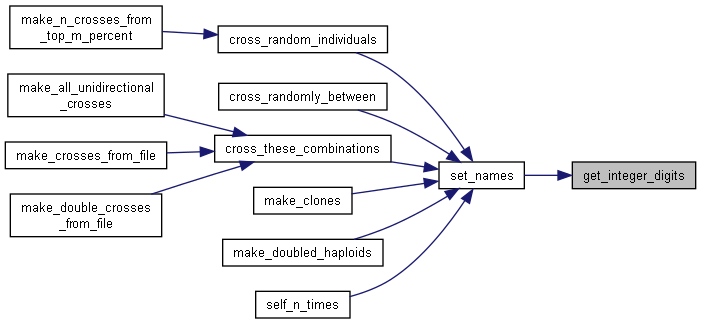 make_n_crosses_from
_top_m_percent
cross_random_individuals
make_all_unidirectional
_crosses
cross_randomly_between
make_crosses_from_file
cross_these_combinations
set_names
get_integer_digits
make_double_crosses
_from_file
make_clones
make_doubled_haploids
self_n_times